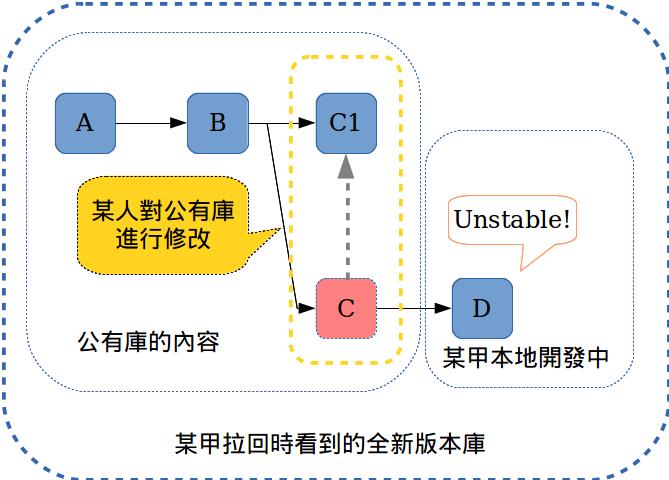 A
B
C1
某人對公有庫
進行修改
Unstable!
C
D
公有庫的內容
某甲本地開發中
某甲拉回時看到的全新版本庫